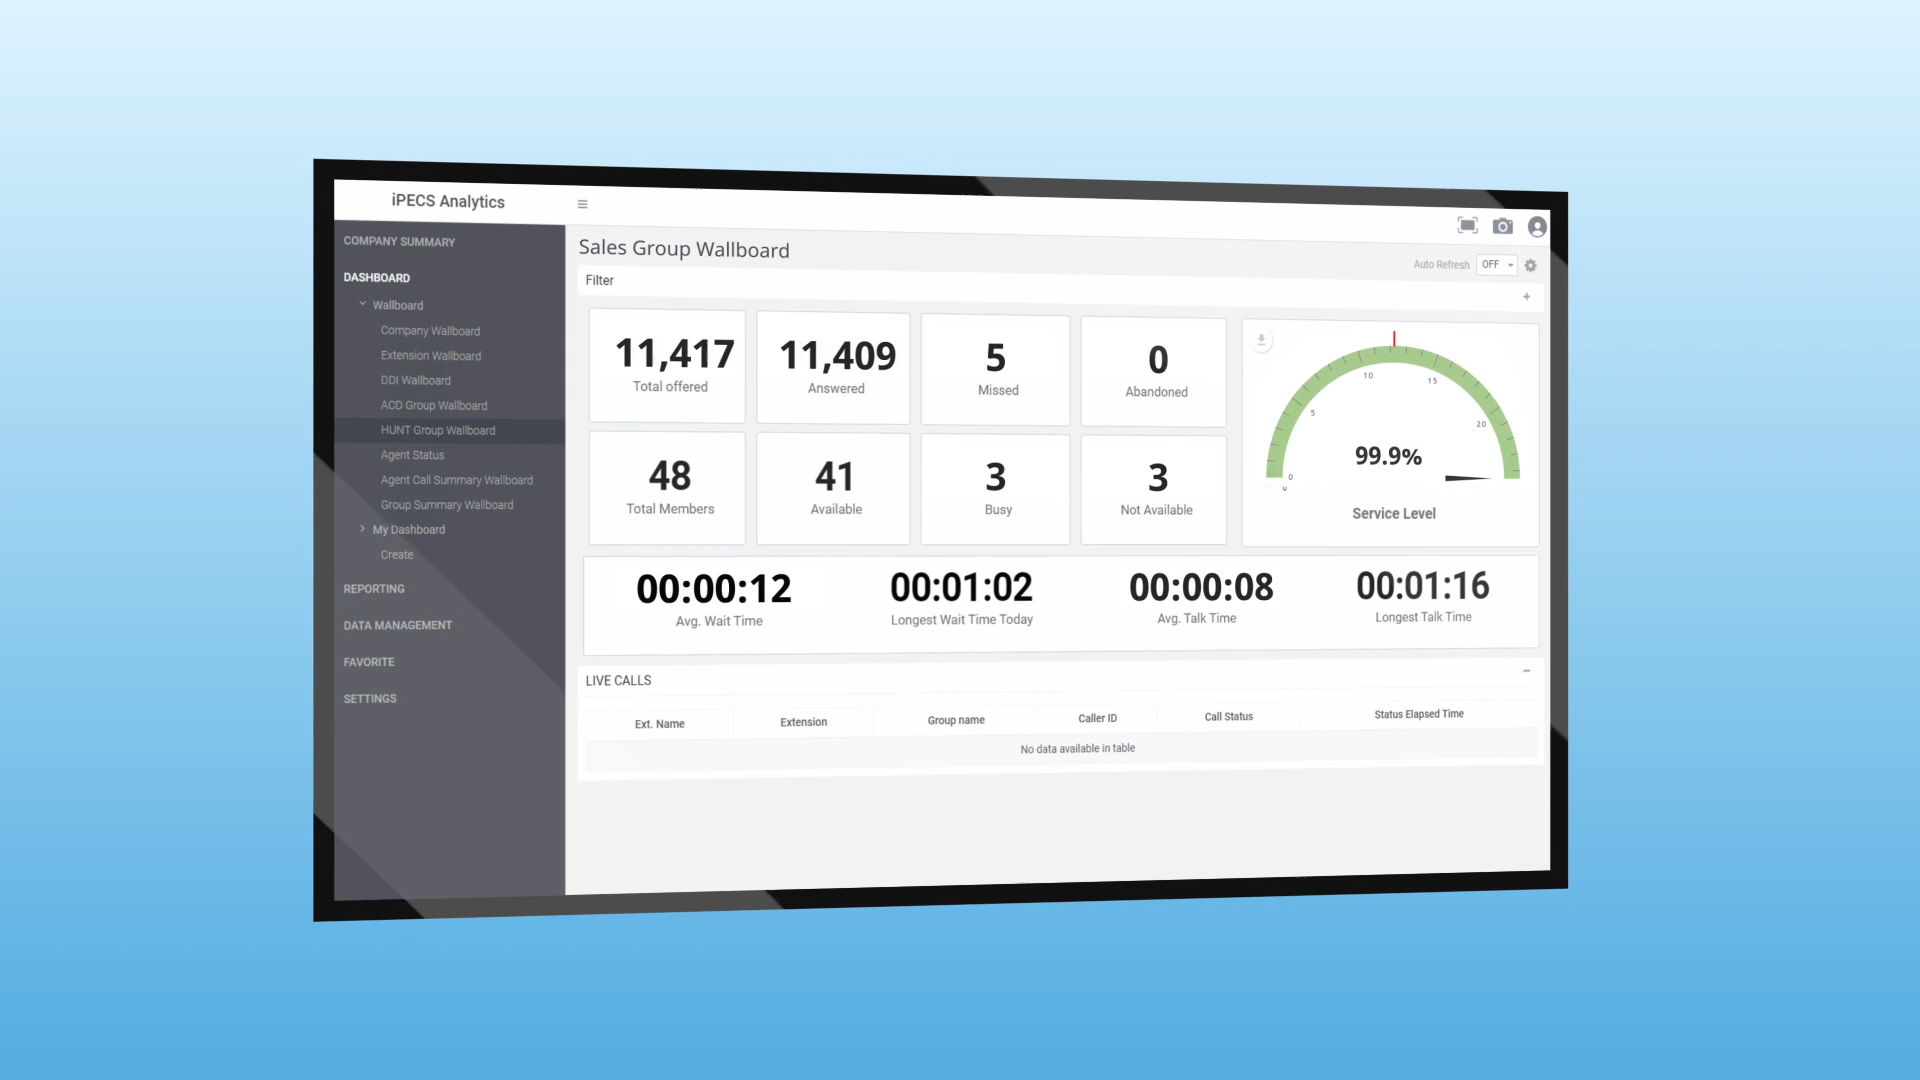 iPECS Analytics
COMPANY SUMMARY
DASHBOARD
Wallboard
Company Wallboard
Extension Wallboard
DDI Wallboard
ACD Group Wallboard
HUNT Group Wallboard
Agent Status
Agent Call Summary Wallboard
Group Summary Wallboard
My Dashboard
Create
REPORTING
DATA MANAGEMENT
FAVORITE
SETTINGS
Sales Group Wallboard
Auto Refresh OFF
Filter
+
11,417
Total offered
11,409
Answered
5
Missed
0
Abandoned
48
Total Members
41
Available
3
Busy
3
Not Available
0
0
5
10
15
20
99.9%
Service Level
00:00:12
Avg. Wait Time
00:01:02
Longest Wait Time Today
00:00:08
Avg. Talk Time
00:01:16
Longest Talk Time
LIVE CALLS
Ext. Name Extension Group name Caller ID Call Status Status Elapsed Time
No data available in table